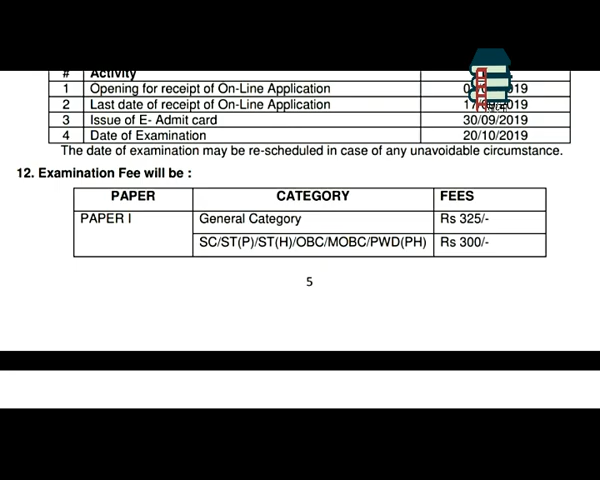 # Activity
1 Opening for receipt of On-Line Application 2019
2 Last date of receipt of On-Line Application 2019
3 Issue of E- Admit card 30/09/2019
4 Date of Examination 20/10/2019
The date of examination may be re-scheduled in case of any unavoidable circumstance.
12. Examination Fee will be :
PAPER CATEGORY FEES
PAPER I General Category Rs 325/-
SC/ST(P)/ST(H)/OBC/MOBC/PWD(PH) Rs 300/-
5